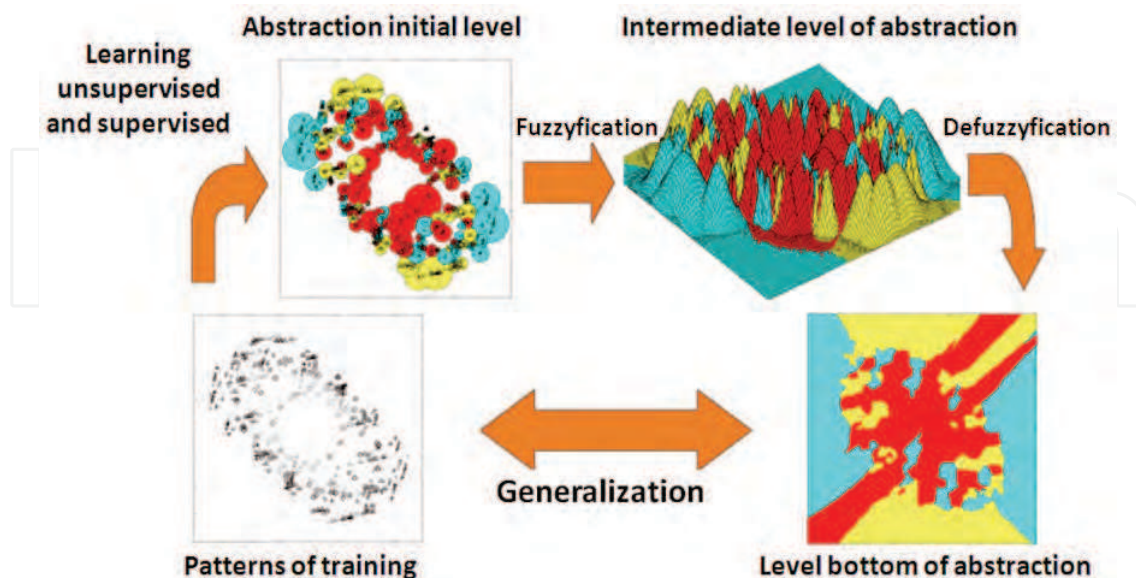 Abstraction initial level
Intermediate level of abstraction
Learning
unsupervised
and supervised
Fuzzyfication
Defuzzyfication
Generalization
Patterns of training
Level bottom of abstraction